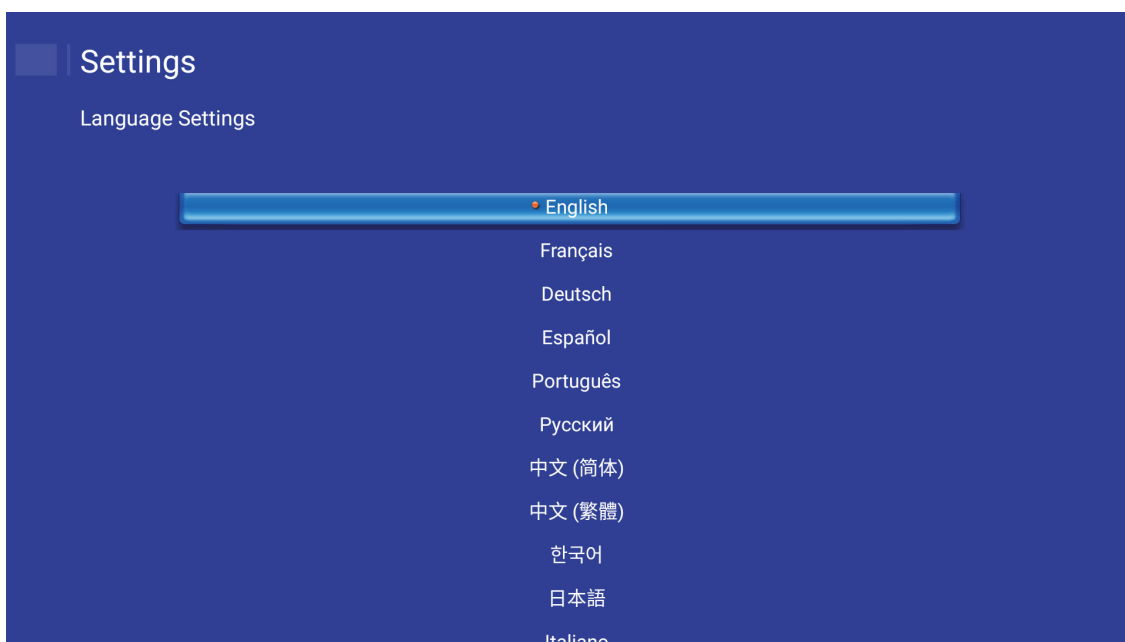 Settings
Language Settings
English
Français
Deutsch
Español
Português
Русский
中文 (简体)
中文 (繁體)
한국어
日本語
Italiano